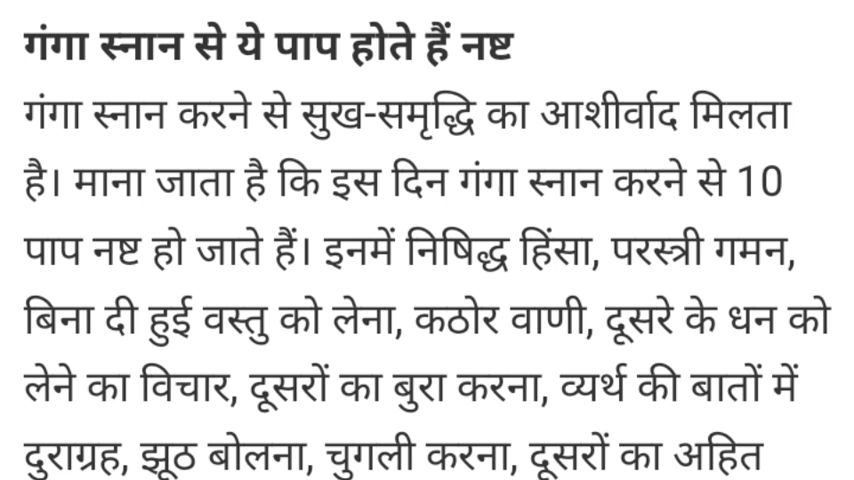 गंगा स्नान से ये पाप होते हैं नष्ट
गंगा स्नान करने से सुख-समृद्धि का आशीर्वाद मिलता
है। माना जाता है कि इस दिन गंगा स्नान करने से 10
पाप नष्ट हो जाते हैं। इनमें निषिद्ध हिंसा, परस्त्री गमन,
बिना दी हुई वस्तु को लेना, कठोर वाणी, दूसरे के धन को
लेने का विचार, दूसरों का बुरा करना, व्यर्थ की बातों में
दुराग्रह, झूठ बोलना, चुगली करना, दूसरों का अहित